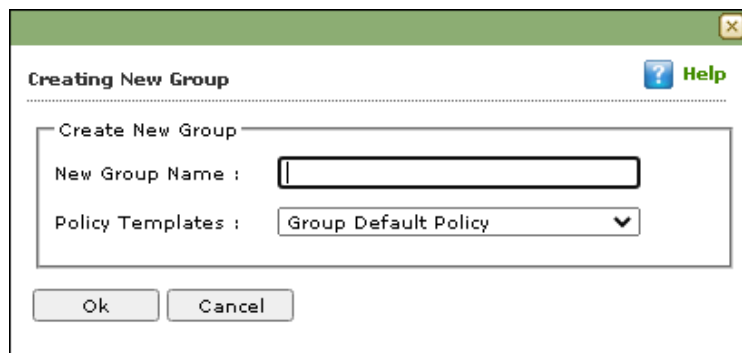 Creating New Group
Help
Create New Group
New Group Name :
Policy Templates : Group Default Policy
Ok Cancel